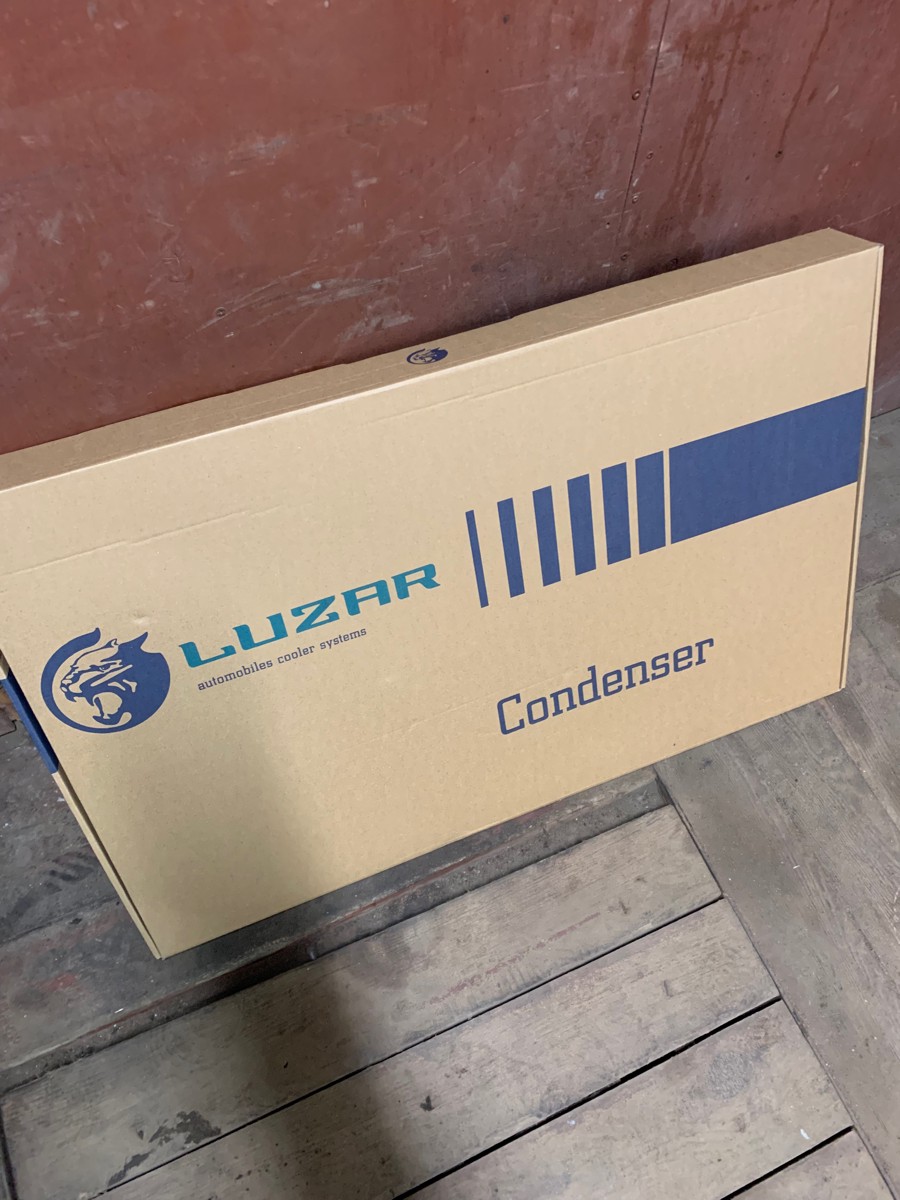 LUZAR
automobiles cooler systems
Condenser